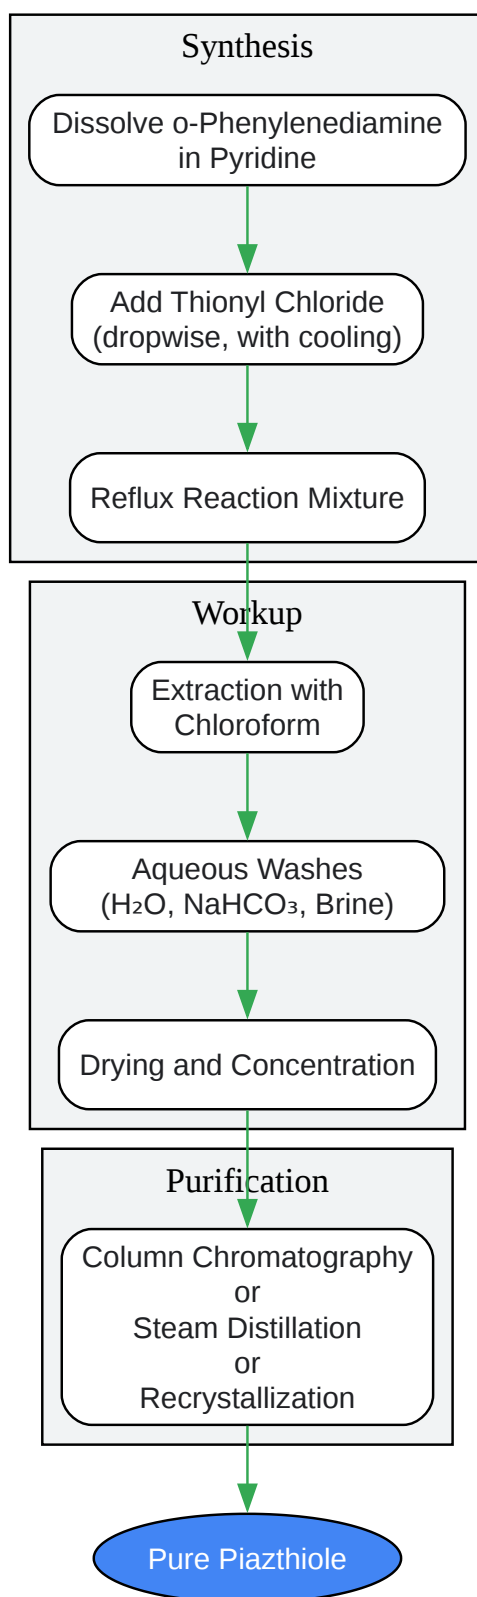 Synthesis
Dissolve o-Phenylenediamine
in Pyridine
Add Thionyl Chloride
(dropwise, with cooling)
Reflux Reaction Mixture
Workup
Extraction with
Chloroform
Aqueous Washes
(H₂O, NaHCO₃, Brine)
Drying and Concentration
Purification
Column Chromatography
or
Steam Distillation
or
Recrystallization
Pure Piazthiole